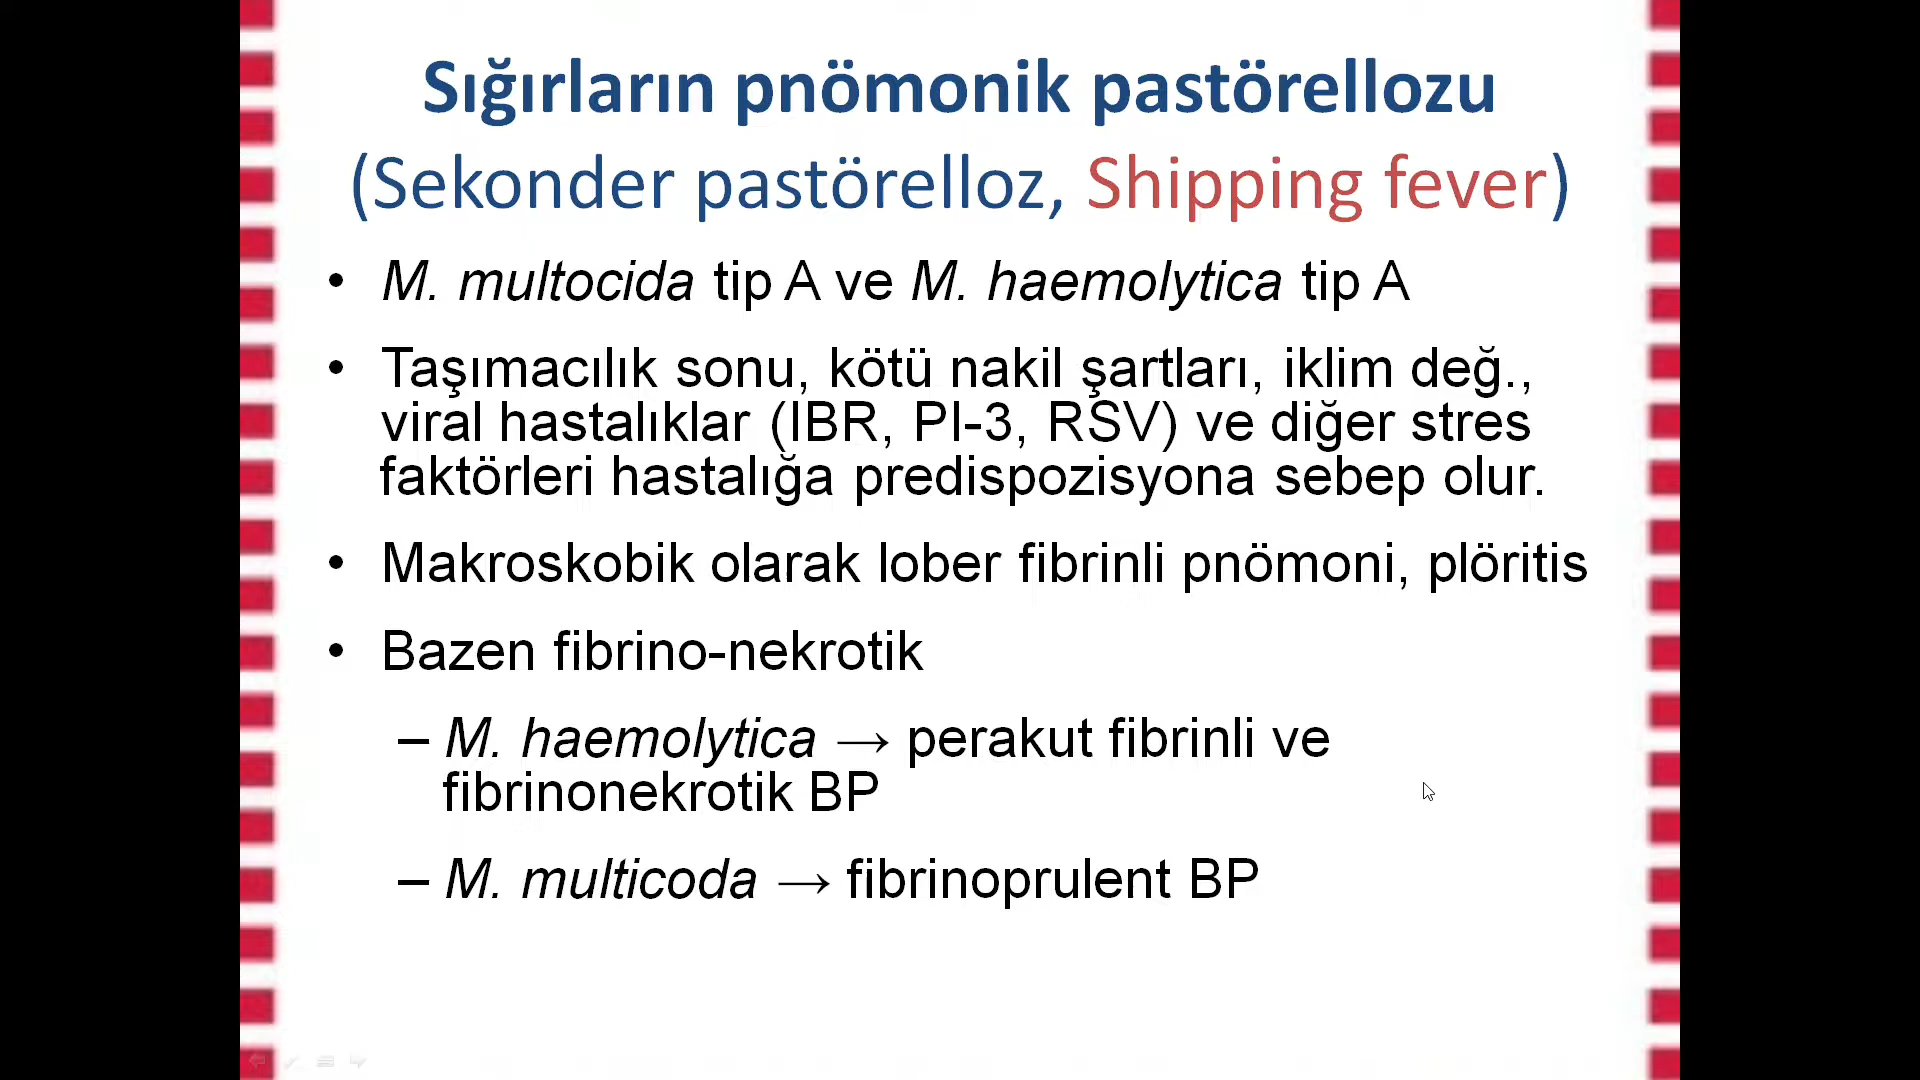 Sığırların pnömonik pastörellozu
(Sekonder pastörelloz, Shipping fever)
• M. multocida tip A ve M. haemolytica tip A
• Taşımacılık sonu, kötü nakil şartları, iklim değ.,
viral hastalıklar (IBR, PI-3, RSV) ve diğer stres
faktörleri hastalığa predispozisyona sebep olur.
• Makroskobik olarak lober fibrinli pnömoni, plöritis
• Bazen fibrino-nekrotik
– M. haemolytica → perakut fibrinli ve
fibrinonekrotik BP
– M. multicoda → fibrinoprulent BP